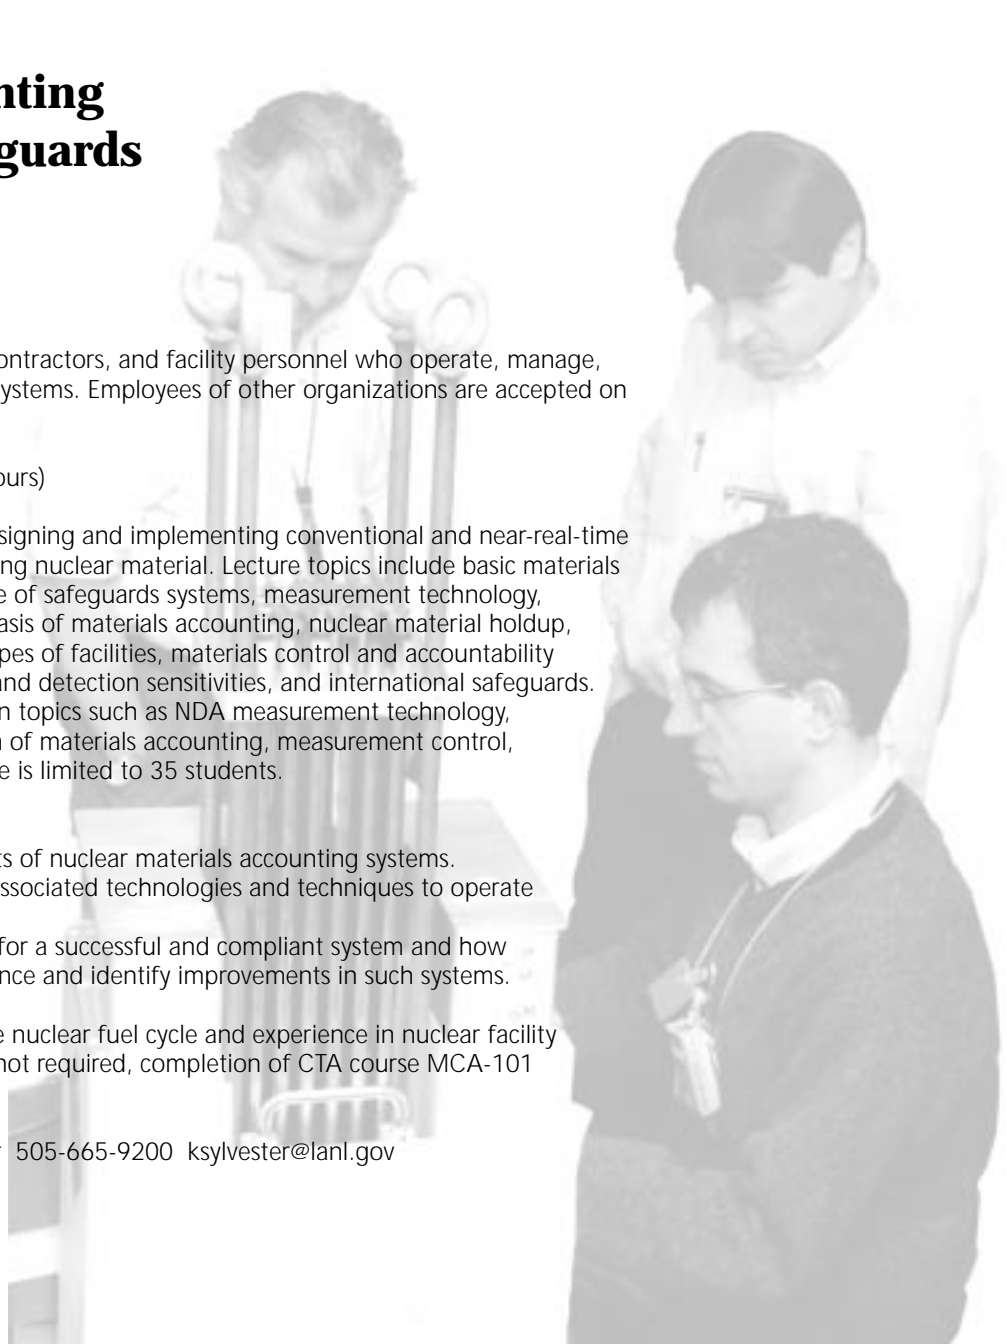 nting
guards
ontractors, and facility personnel who operate, manage,
ystems. Employees of other organizations are accepted on
ours)
signing and implementing conventional and near-real-time
ng nuclear material. Lecture topics include basic materials
e of safeguards systems, measurement technology,
asis of materials accounting, nuclear material holdup,
pes of facilities, materials control and accountability
and detection sensitivities, and international safeguards.
n topics such as NDA measurement technology,
of materials accounting, measurement control,
e is limited to 35 students.
ts of nuclear materials accounting systems.
ssociated technologies and techniques to operate
for a successful and compliant system and how
nce and identify improvements in such systems.
e nuclear fuel cycle and experience in nuclear facility
not required, completion of CTA course MCA-101
505-665-9200 ksylvester@lanl.gov